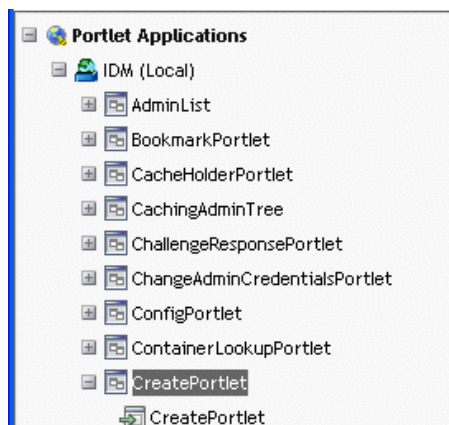 Portlet Applications
IDM (Local)
AdminList
BookmarkPortlet
CacheHolderPortlet
CachingAdminTree
ChallengeResponsePortlet
ChangeAdminCredentialsPortlet
ConfigPortlet
ContainerLookupPortlet
CreatePortlet
CreatePortlet